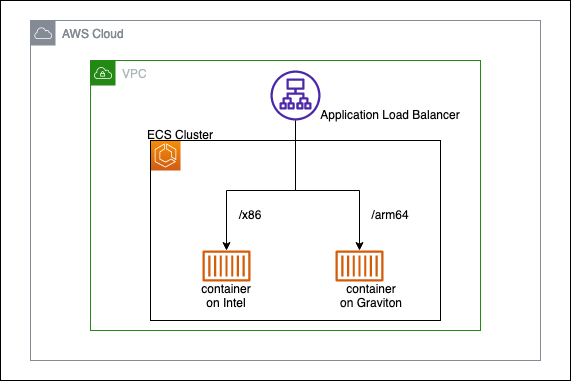 AWS Cloud
VPC
Application Load Balancer
ECS Cluster
/x86
/arm64
container
on Intel
container
on Graviton